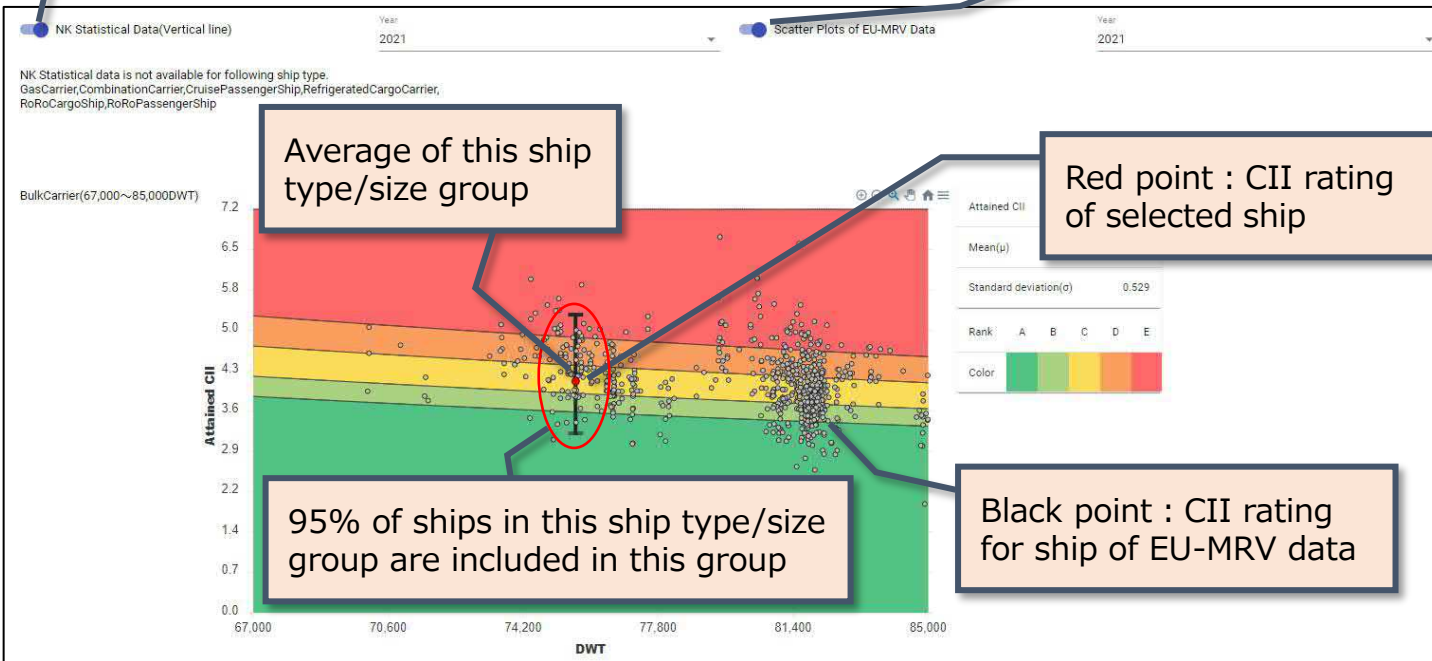 NK Statistical Data(Vertical line)
Year
2021
Scatter Plots of EU-MRV Data
Year
2021
NK Statistical data is not available for following ship type.
GasCarrier,CombinationCarrier,CruisePassengerShip,RefrigeratedCargoCarrier,
RoRoCargoShip,RoRoPassengerShip
Average of this ship
type/size group
Red point : CII rating
of selected ship
BulkCarrier(67,000～85,000DWT)
Attained CII
Mean(μ)
Standard deviation(σ) 0.529
Rank A B C D E
Color
7.2
6.5
5.8
5.0
4.3
3.6
2.9
2.2
1.4
0.7
0.0
Attained CII
95% of ships in this ship type/size
group are included in this group
Black point : CII rating
for ship of EU-MRV data
67,000 70,600 74,200 77,800 81,400 85,000
DWT